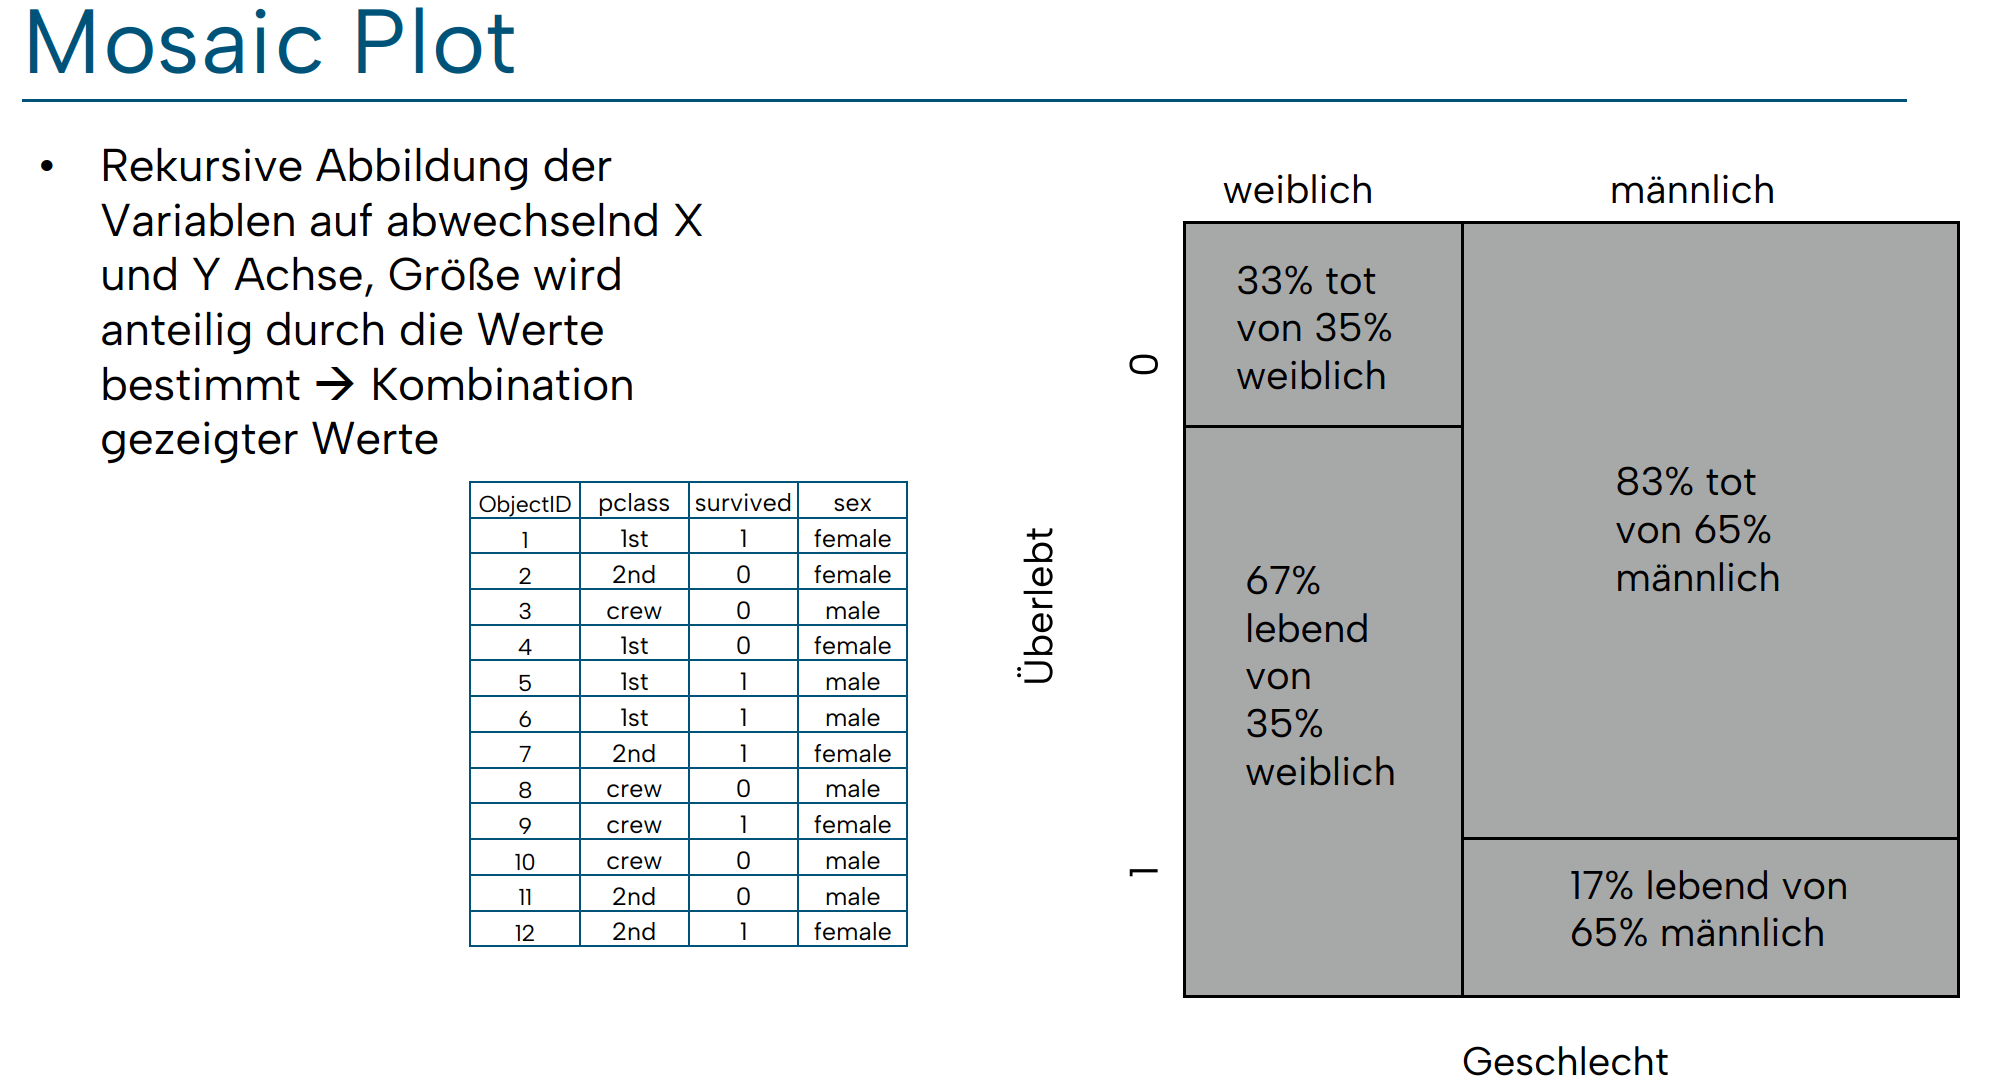 Mosaic Plot
• Rekursive Abbildung der
Variablen auf abwechselnd X
und Y Achse, Größe wird
anteilig durch die Werte
bestimmt → Kombination
gezeigter Werte
ObjectID pclass survived sex
1 1st 1 female
2 2nd 0 female
3 crew 0 male
4 1st 0 female
5 1st 1 male
6 1st 1 male
7 2nd 1 female
8 crew 0 male
9 crew 1 female
10 crew 0 male
11 2nd 0 male
12 2nd 1 female
weiblich männlich
Überlebt
0
1
33% tot
von 35%
weiblich
67%
lebend
von
35%
weiblich
83% tot
von 65%
männlich
17% lebend von
65% männlich
Geschlecht